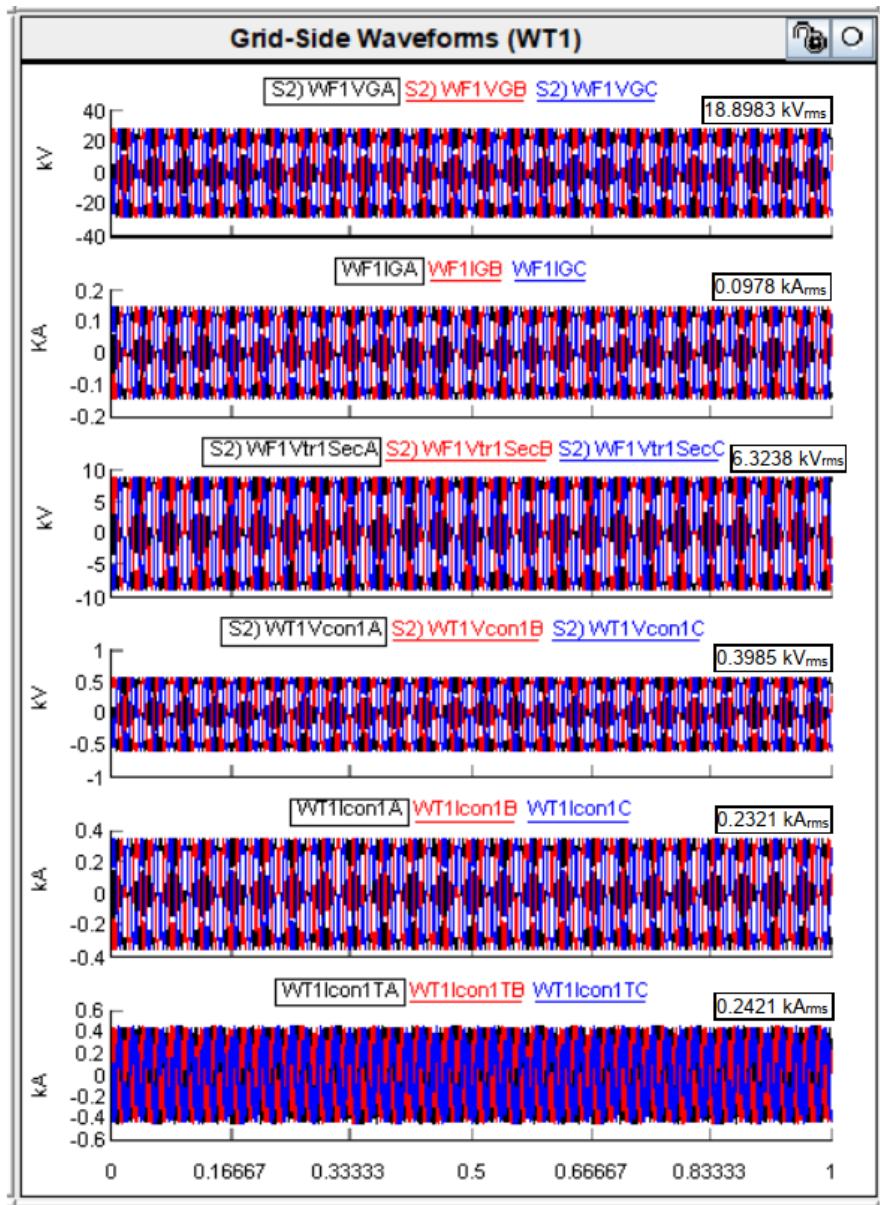 Grid-Side Waveforms (WT1)
S2) WF1VGA S2) WF1VGB S2) WF1VGC
18.8983 kVrms
40
20
0
-20
-40
kV
WF1IGA WF1IGB WF1IGC
0.0978 kArms
0.2
0.1
0
-0.1
-0.2
KA
S2) WF1Vtr1SecA S2) WF1Vtr1SecB S2) WF1Vtr1SecC
6.3238 kVrms
10
5
0
-5
-10
kV
S2) WT1Vcon1A S2) WT1Vcon1B S2) WT1Vcon1C
0.3985 kVrms
1
0.5
0
-0.5
-1
kV
WT1Icon1A WT1Icon1B WT1Icon1C
0.2321 kArms
0.4
0.2
0
-0.2
-0.4
kA
WT1Icon1TA WT1Icon1TB WT1Icon1TC
0.2421 kArms
0.6
0.4
0.2
0
-0.2
-0.4
-0.6
kA
0 0.16667 0.33333 0.5 0.66667 0.83333 1